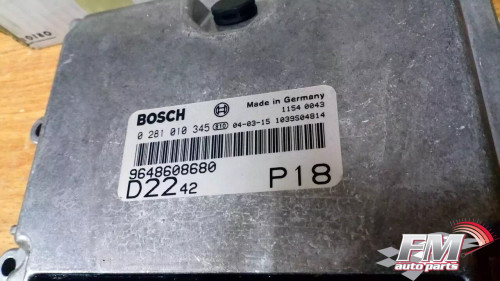 BOSCH
Made in Germany
1154 0043
0 281 010 345 04-03-15 1039S04814
9648608680
D22 42
P18
FM
auto parts